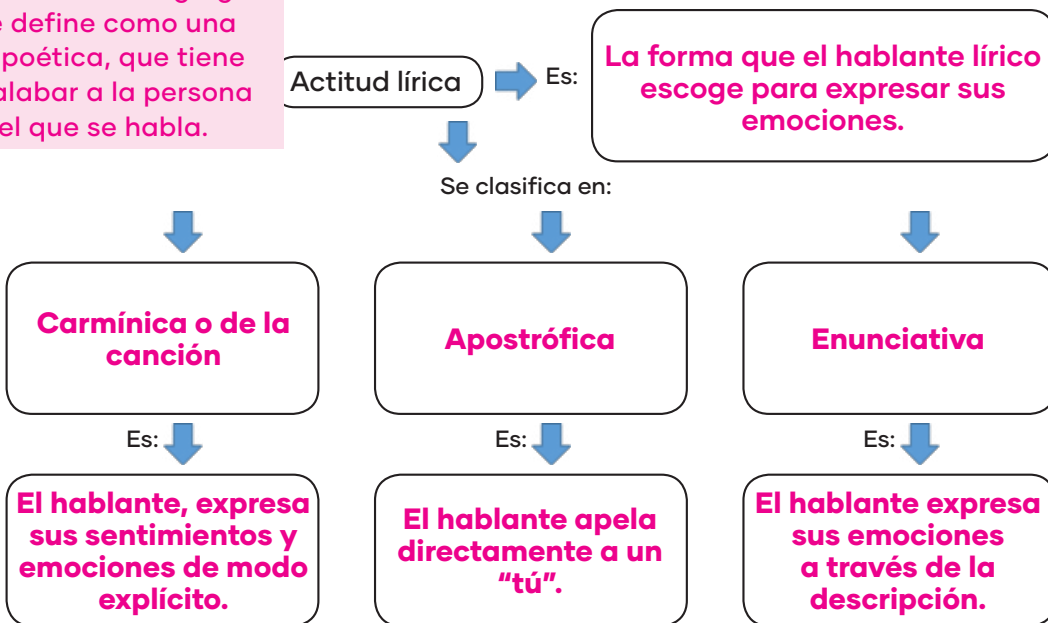 e define como una
poética, que tiene
alabar a la persona
el que se habla.
Actitud lírica
Es:
La forma que el hablante lírico
escoge para expresar sus
emociones.
Se clasifica en:
Carmínica o de la
canción
Apostrófica
Enunciativa
Es:
Es:
Es:
El hablante, expresa
sus sentimientos y
emociones de modo
explícito.
El hablante apela
directamente a un
“tú”.
El hablante expresa
sus emociones
a través de la
descripción.